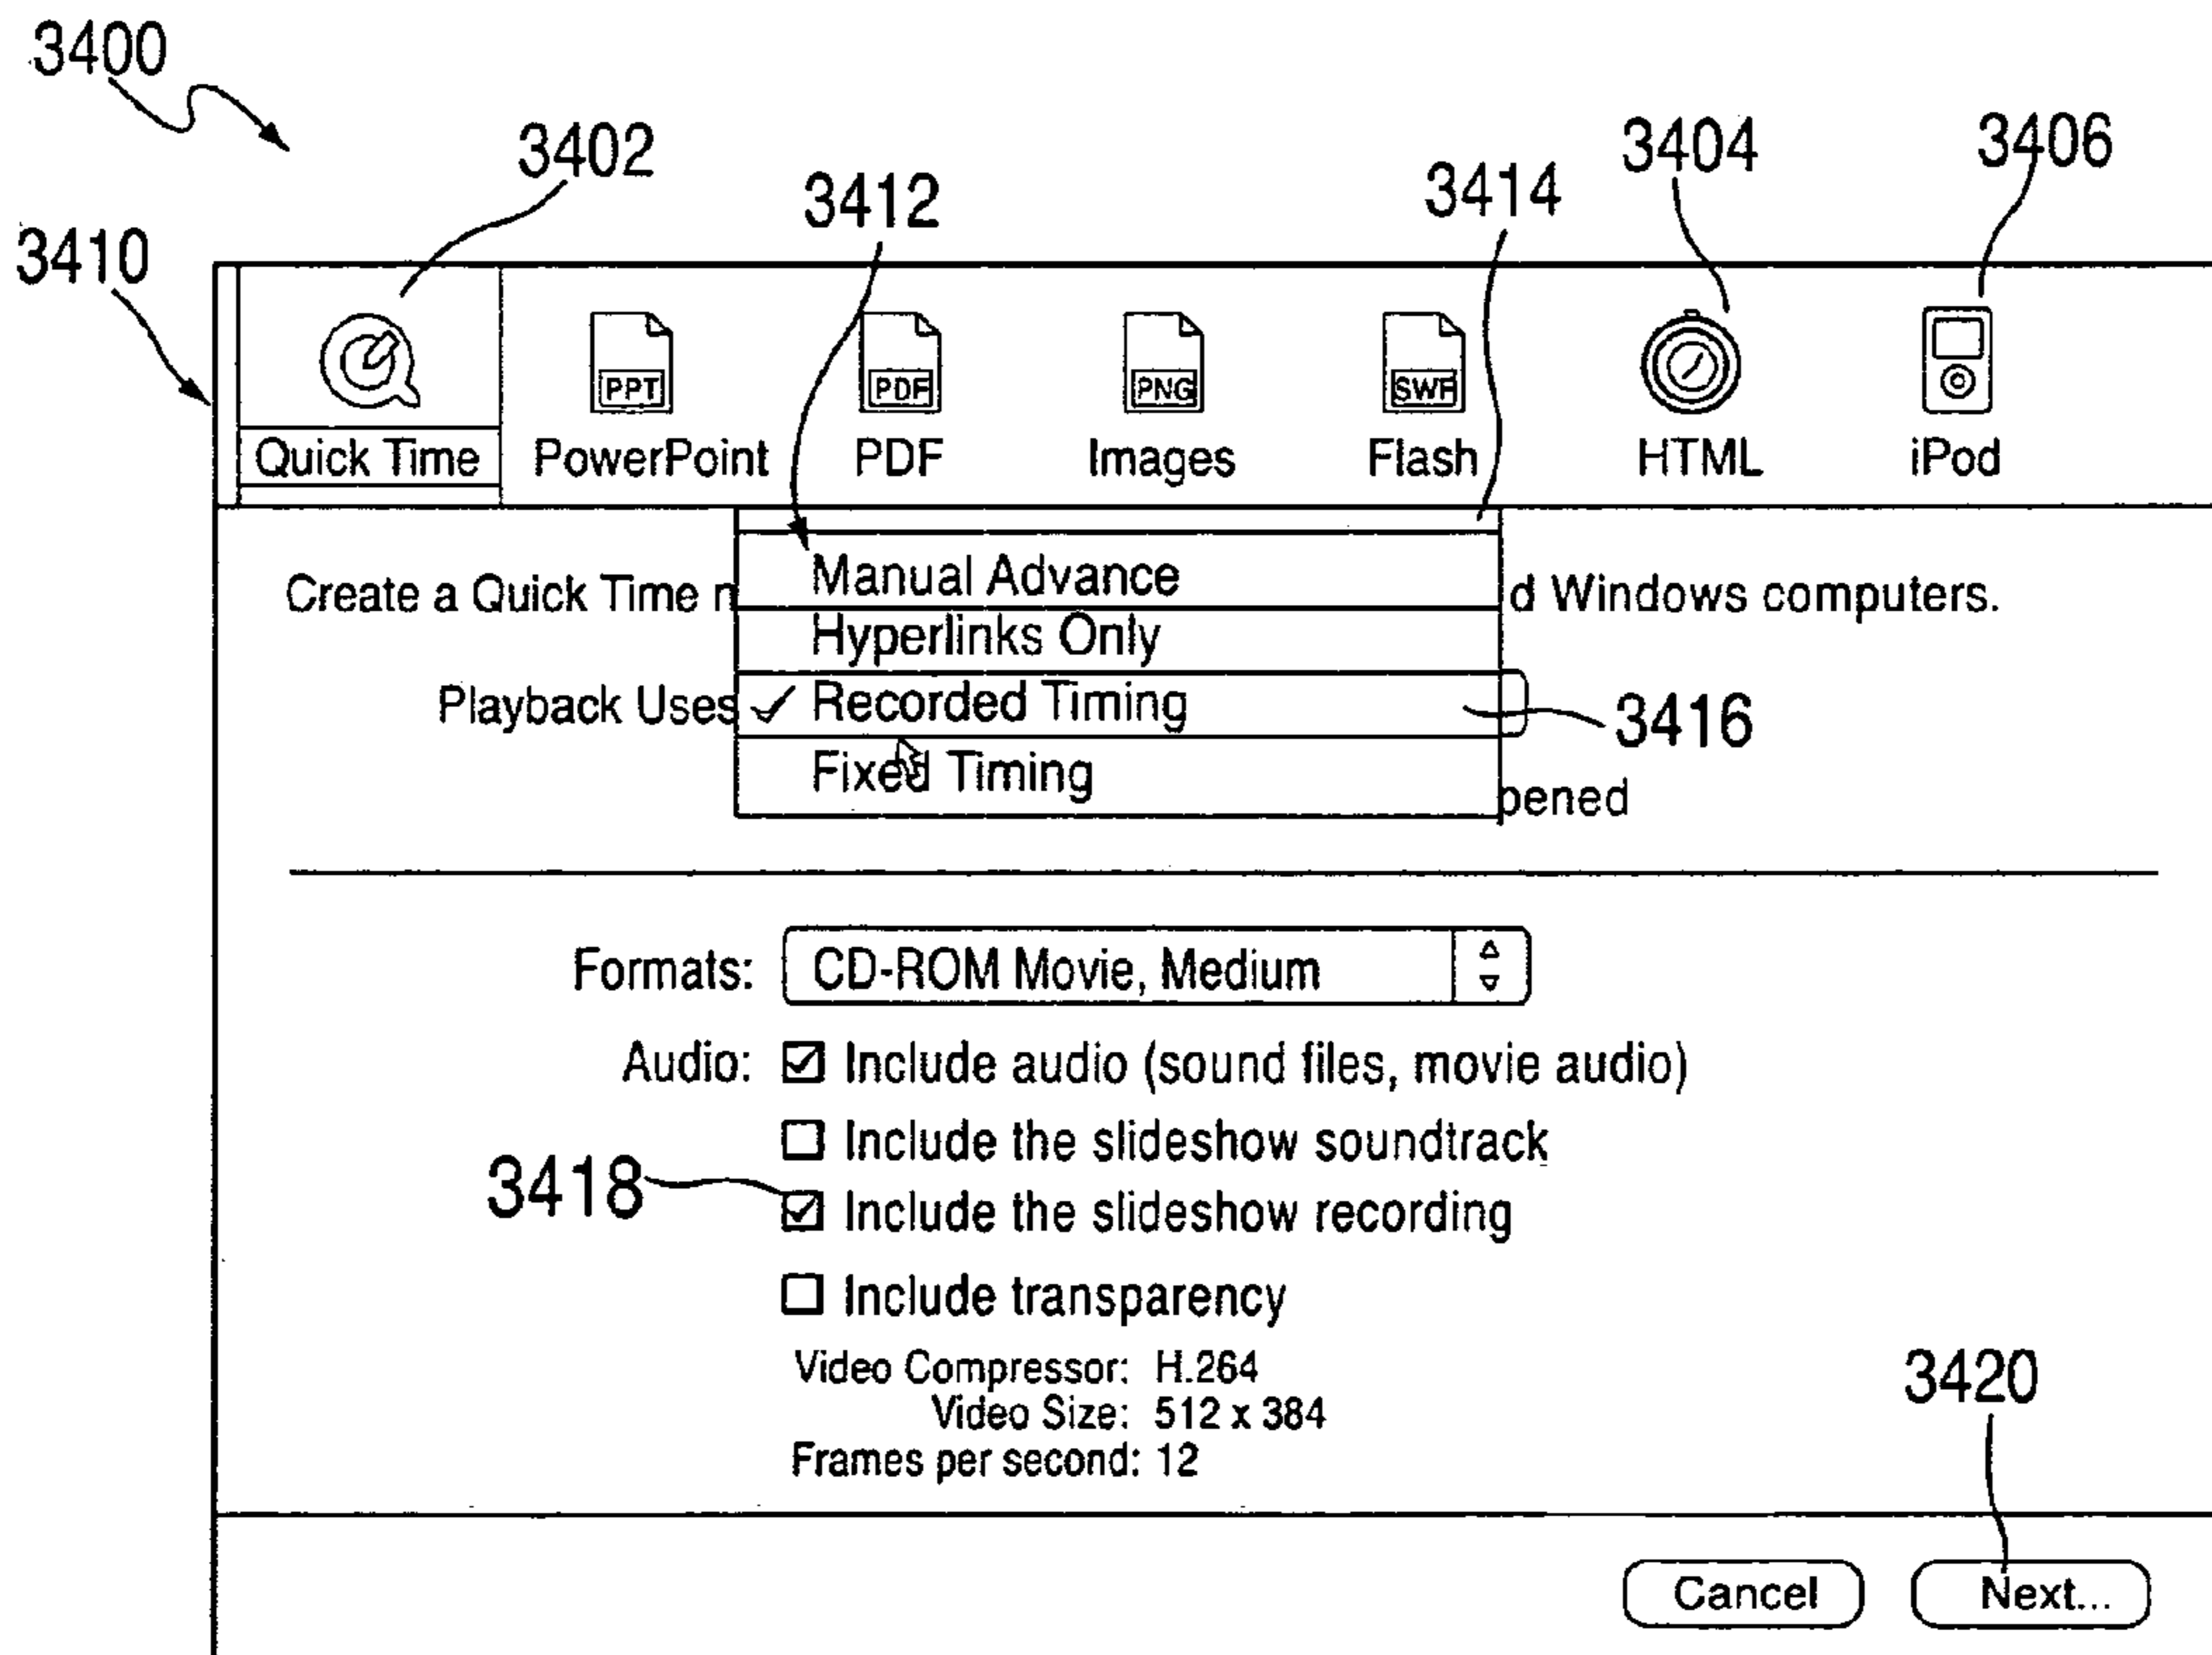 3400
3402
3404
3406
3412
3414
3410
PPT
PDF
PNG
SWF
Quick Time PowerPoint PDF Images Flash HTML iPod
Manual Advance
Create a Quick Time d Windows computers.
Hyperlinks Only
Playback Uses ✓ Recorded Timing 3416
Fixed Timing
pened
Formats: CD-ROM Movie, Medium
Audio: ☑ Include audio (sound files, movie audio)
☐ Include the slideshow soundtrack
3418 ☑ Include the slideshow recording
☐ Include transparency
Video Compressor: H.264
Video Size: 512 x 384
Frames per second: 12
3420
Cancel Next...